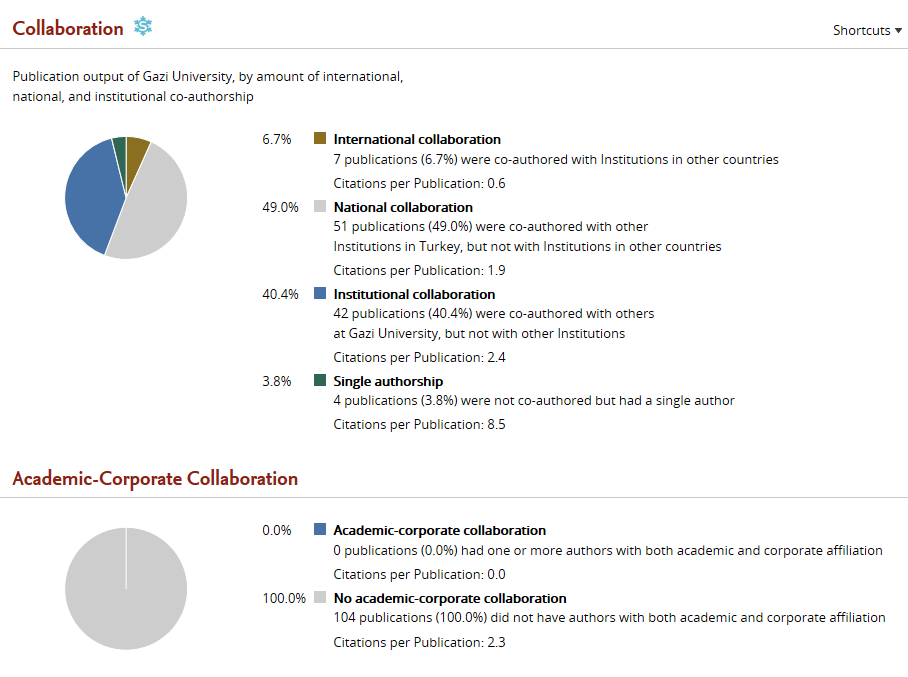 Collaboration
Shortcuts
Publication output of Gazi University, by amount of international,
national, and institutional co-authorship
6.7% International collaboration
7 publications (6.7%) were co-authored with Institutions in other countries
Citations per Publication: 0.6
49.0% National collaboration
51 publications (49.0%) were co-authored with other
Institutions in Turkey, but not with Institutions in other countries
Citations per Publication: 1.9
40.4% Institutional collaboration
42 publications (40.4%) were co-authored with others
at Gazi University, but not with other Institutions
Citations per Publication: 2.4
3.8% Single authorship
4 publications (3.8%) were not co-authored but had a single author
Citations per Publication: 8.5
Academic-Corporate Collaboration
0.0% Academic-corporate collaboration
0 publications (0.0%) had one or more authors with both academic and corporate affiliation
Citations per Publication: 0.0
100.0% No academic-corporate collaboration
104 publications (100.0%) did not have authors with both academic and corporate affiliation
Citations per Publication: 2.3